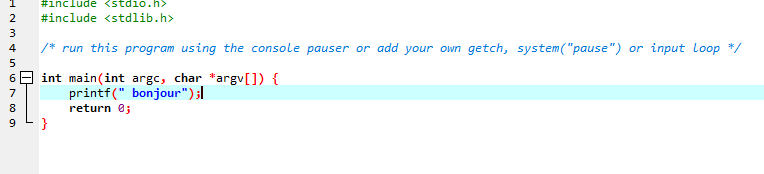 1 #include <stdio.h>
2 #include <stdlib.h>
3
4 /* run this program using the console pauser or add your own getch, system("pause") or input loop */
5
6 int main(int argc, char *argv[]) {
7 printf(" bonjour");
8 return 0;
9 }